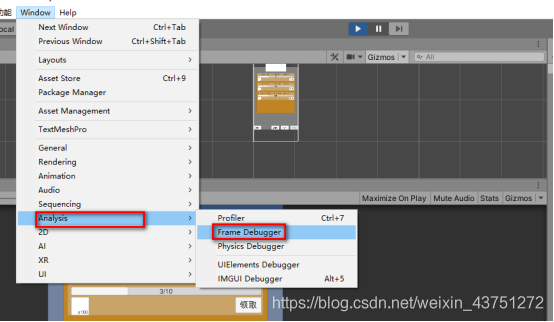 功能 Window Help
Local
Next Window Ctrl+Tab
Previous Window Ctrl+Shift+Tab
Layouts >
Asset Store Ctrl+9
Package Manager
Asset Management >
TextMeshPro >
General >
Rendering >
Animation >
Audio >
Sequencing >
Analysis >
2D >
AI >
XR >
UI >
Gizmos
All
Maximize On Play Mute Audio Stats Gizmos
Profiler Ctrl+7
Frame Debugger
Physics Debugger
UIElements Debugger
IMGUI Debugger Alt+5
3/10
x100
领取
https://blog.csdn.net/weixin_43751272